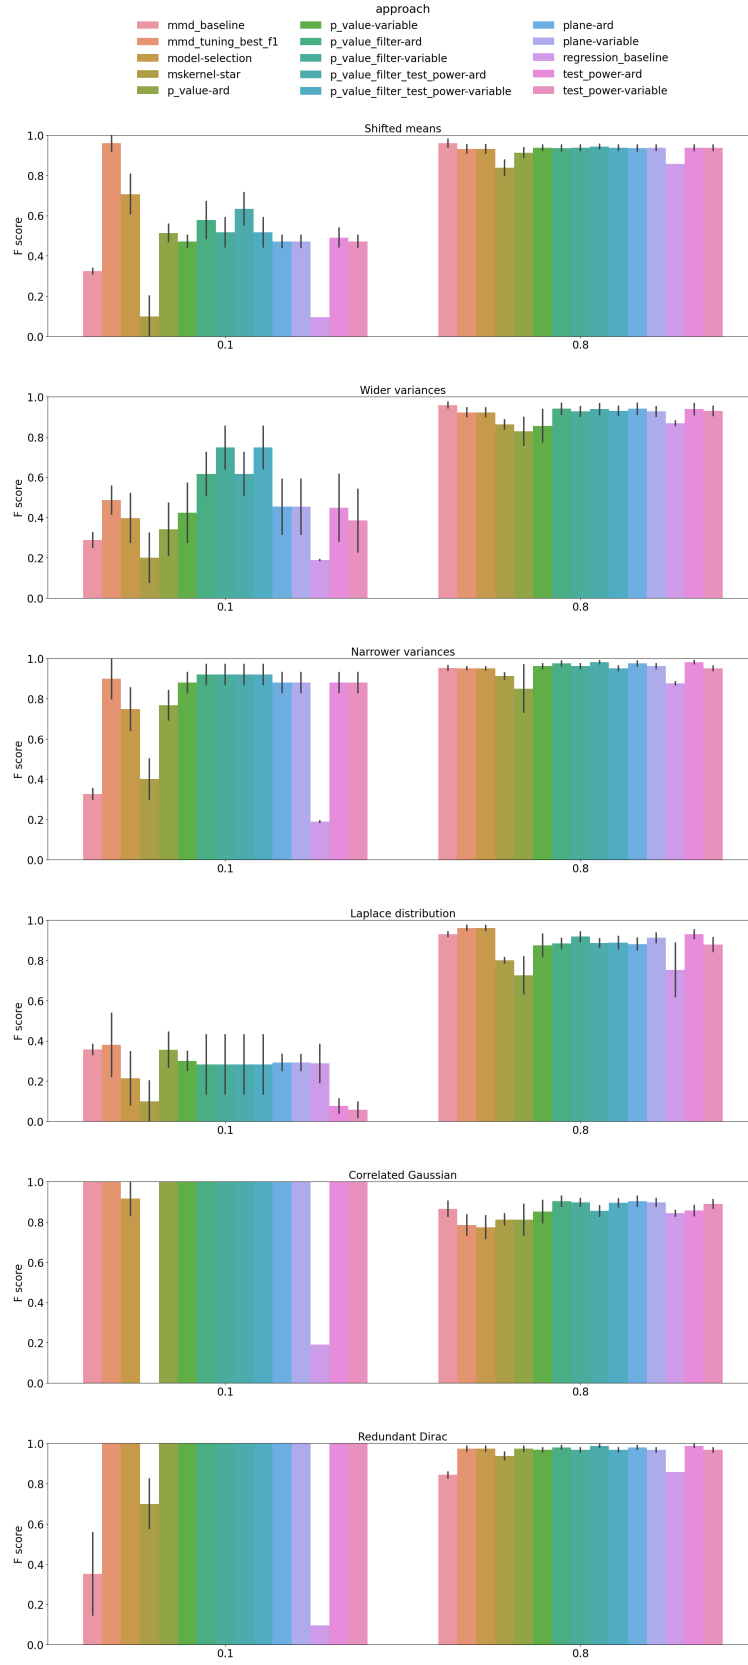 approach
mmd_baseline
mmd_tuning_best_f1
model-selection
mskernel-star
p_value-ard
p_value-variable
p_value_filter-ard
p_value_filter-variable
p_value_filter_test_power-ard
p_value_filter_test_power-variable
plane-ard
plane-variable
regression_baseline
test_power-ard
test_power-variable
Shifted means
1.0
0.8
0.6
0.4
0.2
0.0
F score
0.1
0.8
Wider variances
1.0
0.8
0.6
0.4
0.2
0.0
F score
0.1
0.8
Narrower variances
1.0
0.8
0.6
0.4
0.2
0.0
F score
0.1
0.8
Laplace distribution
1.0
0.8
0.6
0.4
0.2
0.0
F score
0.1
0.8
Correlated Gaussian
1.0
0.8
0.6
0.4
0.2
0.0
F score
0.1
0.8
Redundant Dirac
1.0
0.8
0.6
0.4
0.2
0.0
F score
0.1
0.8